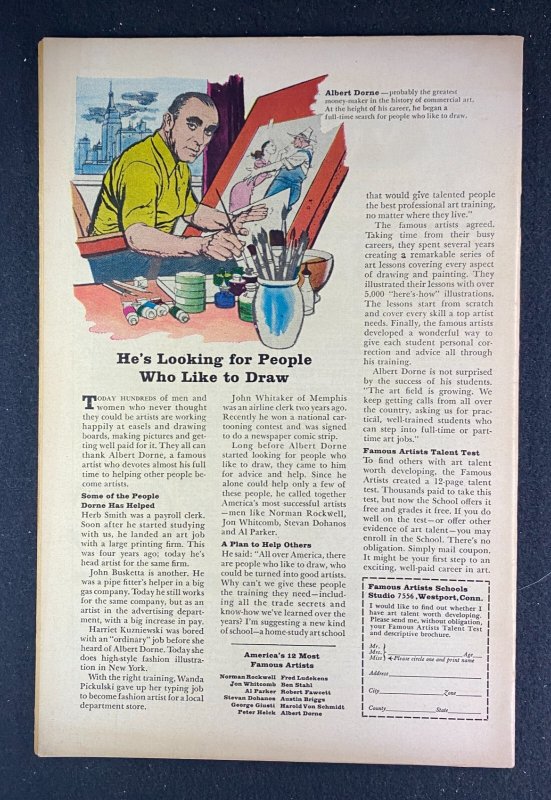 Albert Dorne — probably the greatest
money-maker in the history of commercial art.
At the height of his career, he began a
full-time search for people who like to draw.
He's Looking for People
Who Like to Draw
TODAY HUNDREDS of men and
women who never thought
they could be artists are working
happily at easels and drawing
boards, making pictures and get-
ting well paid for it. They all can
thank Albert Dorne, a famous
artist who devotes almost his full
time to helping other people be-
come artists.
Some of the People
Dorne Has Helped
Herb Smith was a payroll clerk.
Soon after he started studying
with us, he landed an art job
with a large printing firm. This
was four years ago; today he's
head artist for the same firm.
John Busketta is another. He
was a pipe fitter's helper in a big
gas company. Today he still works
for the same company, but as an
artist in the advertising depart-
ment, with a big increase in pay.
Harriet Kuzniewski was bored
with an "ordinary" job before she
heard of Albert Dorne. Today she
does high-style fashion illustra-
tion in New York.
With the right training, Wanda
Pickulski gave up her typing job
to become fashion artist for a local
department store.
John Whitaker of Memphis
was an airline clerk two years ago.
Recently he won a national car-
tooning contest and was signed
to do a newspaper comic strip.
Long before Albert Dorne
started looking for people who
like to draw, they came to him
for advice and help. Since he
alone could help only a few of
these people, he called together
America's most successful artists
—men like Norman Rockwell,
Jon Whitcomb, Stevan Dohanos
and Al Parker.
A Plan to Help Others
He said: "All over America, there
are people who like to draw, who
could be turned into good artists.
Why can't we give these people
the training they need—includ-
ing all the trade secrets and
know-how we've learned over the
years? I'm suggesting a new kind
of school—a home-study art school
America's 12 Most
Famous Artists
Norman Rockwell Fred Ludekens
Jon Whitcomb Ben Stahl
Al Parker Robert Fawcett
Stevan Dohanos Austin Briggs
George Giusti Harold Von Schmidt
Peter Helck Albert Dorne
that would give talented people
the best professional art training,
no matter where they live."
The famous artists agreed.
Taking time from their busy
careers, they spent several years
creating a remarkable series of
art lessons covering every aspect
of drawing and painting. They
illustrated their lessons with over
5,000 "here's-how" illustrations.
The lessons start from scratch
and cover every skill a top artist
needs. Finally, the famous artists
developed a wonderful way to
give each student personal cor-
rection and advice all through
his training.
Albert Dorne is not surprised
by the success of his students.
"The art field is growing. We
keep getting calls from all over
the country, asking us for prac-
tical, well-trained students who
can step into full-time or part-
time art jobs."
Famous Artists Talent Test
To find others with art talent
worth developing, the Famous
Artists created a 12-page talent
test. Thousands paid to take this
test, but now the School offers it
free and grades it free. If you do
well on the test—or offer other
evidence of art talent—you may
enroll in the School. There's no
obligation. Simply mail coupon.
It might be your first step to an
exciting, well-paid career in art.
Famous Artists Schools
Studio 7556, Westport, Conn.
I would like to find out whether I
have art talent worth developing.
Please send me, without obligation,
your Famous Artists Talent Test
and descriptive brochure.
Mr.
Mrs. Age
Miss Please circle one and print name
Address
City Zone
County State